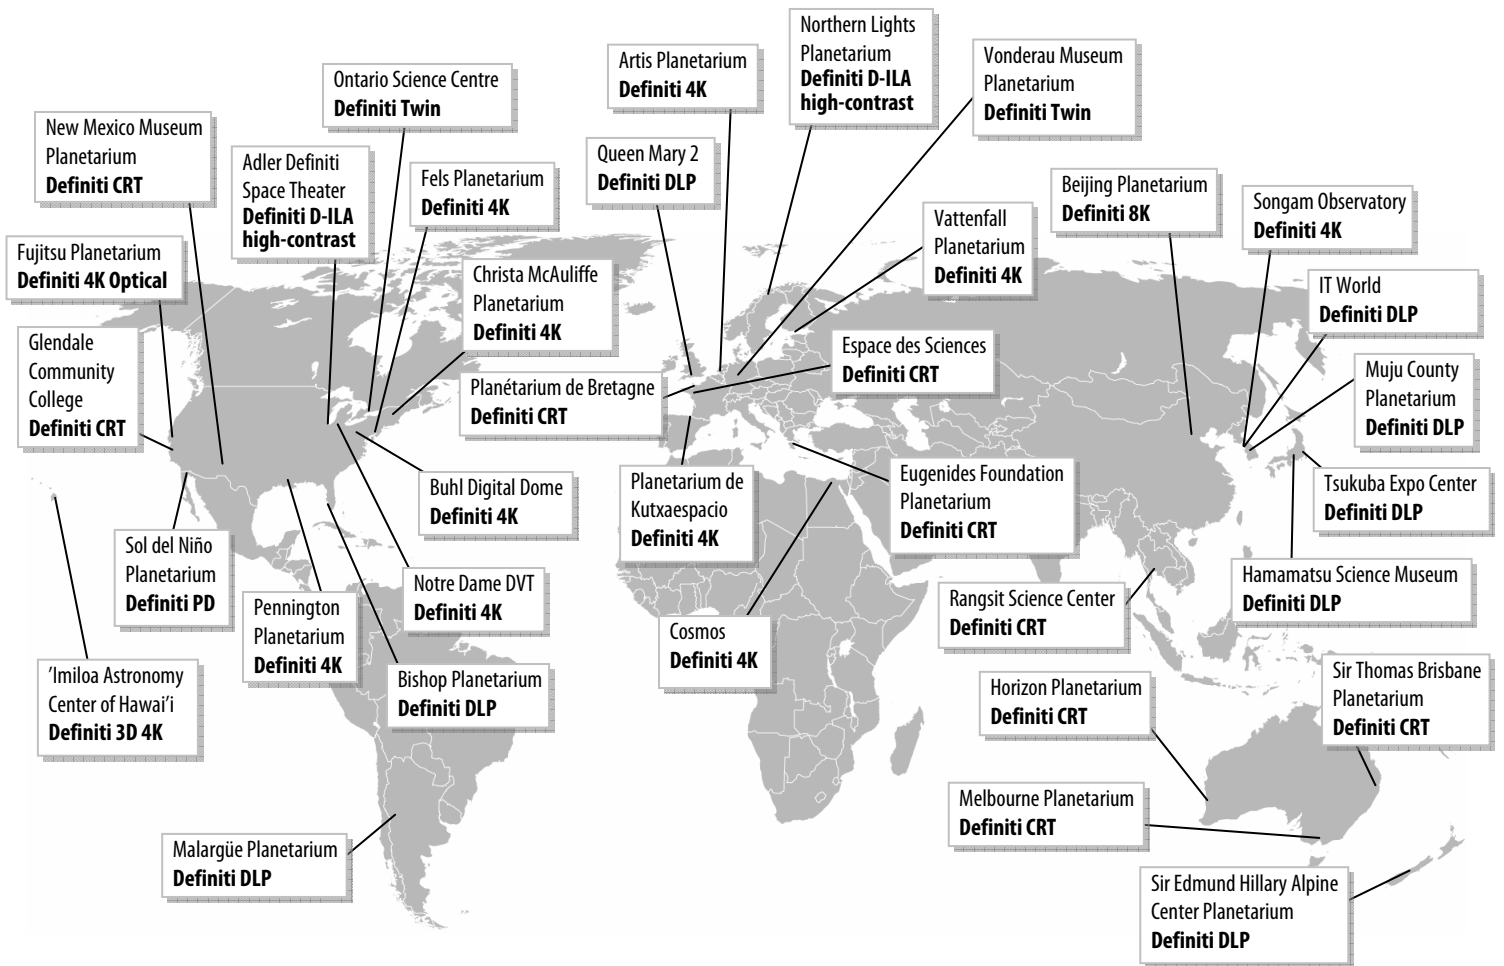 Northern Lights
Planetarium
Definiti D-ILA
high-contrast
Vonderau Museum
Planetarium
Definiti Twin
Artis Planetarium
Definiti 4K
Ontario Science Centre
Definiti Twin
New Mexico Museum
Planetarium
Definiti CRT
Adler Definiti
Space Theater
Definiti D-ILA
high-contrast
Fels Planetarium
Definiti 4K
Queen Mary 2
Definiti DLP
Beijing Planetarium
Definiti 8K
Songam Observatory
Definiti 4K
Vattenfall
Planetarium
Definiti 4K
Fujitsu Planetarium
Definiti 4K Optical
Christa McAuliffe
Planetarium
Definiti 4K
IT World
Definiti DLP
Glendale
Community
College
Definiti CRT
Espace des Sciences
Definiti CRT
Planétarium de Bretagne
Definiti CRT
Muju County
Planetarium
Definiti DLP
Buhl Digital Dome
Definiti 4K
Planetarium de
Kutxaespacio
Definiti 4K
Eugenides Foundation
Planetarium
Definiti CRT
Tsukuba Expo Center
Definiti DLP
Sol del Niño
Planetarium
Definiti PD
Hamamatsu Science Museum
Definiti DLP
Notre Dame DVT
Definiti 4K
Pennington
Planetarium
Definiti 4K
Rangsit Science Center
Definiti CRT
Cosmos
Definiti 4K
'Imiloa Astronomy
Center of Hawai'i
Definiti 3D 4K
Bishop Planetarium
Definiti DLP
Horizon Planetarium
Definiti CRT
Sir Thomas Brisbane
Planetarium
Definiti CRT
Melbourne Planetarium
Definiti CRT
Malargüe Planetarium
Definiti DLP
Sir Edmund Hillary Alpine
Center Planetarium
Definiti DLP